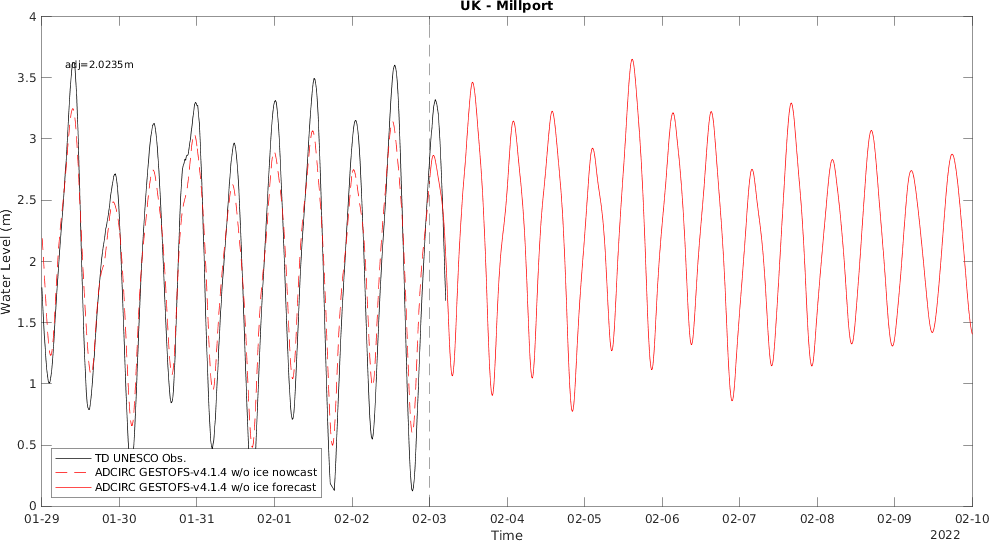 UK - Millport
adj=2.0235m
Water Level (m)
4
3.5
3
2.5
2
1.5
1
0.5
0
TD UNESCO Obs.
ADCIRC GESTOFS-v4.1.4 w/o ice nowcast
ADCIRC GESTOFS-v4.1.4 w/o ice forecast
01-29 01-30 01-31 02-01 02-02 02-03 02-04 02-05 02-06 02-07 02-08 02-09 02-10
Time
2022